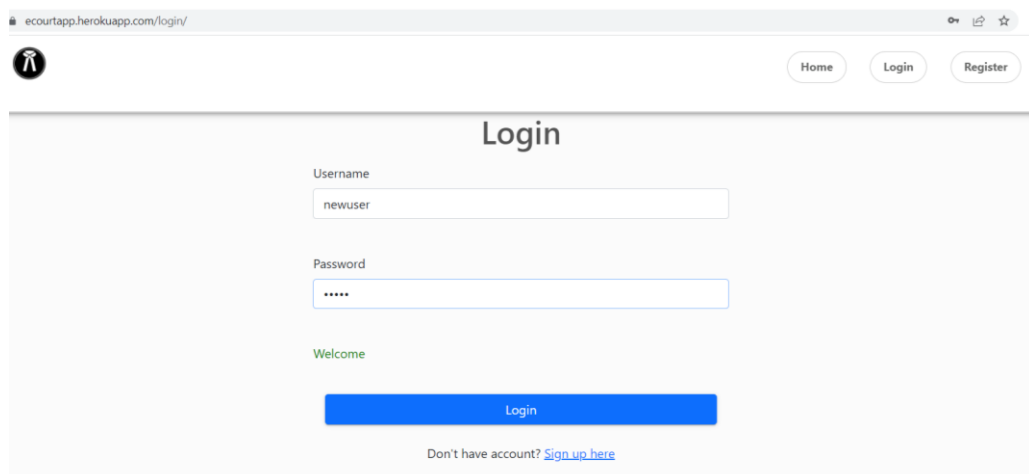 ecourtapp.herokuapp.com/login/
Home Login Register
Login
Username
newuser
Password
•••••
Welcome
Login
Don't have account? Sign up here